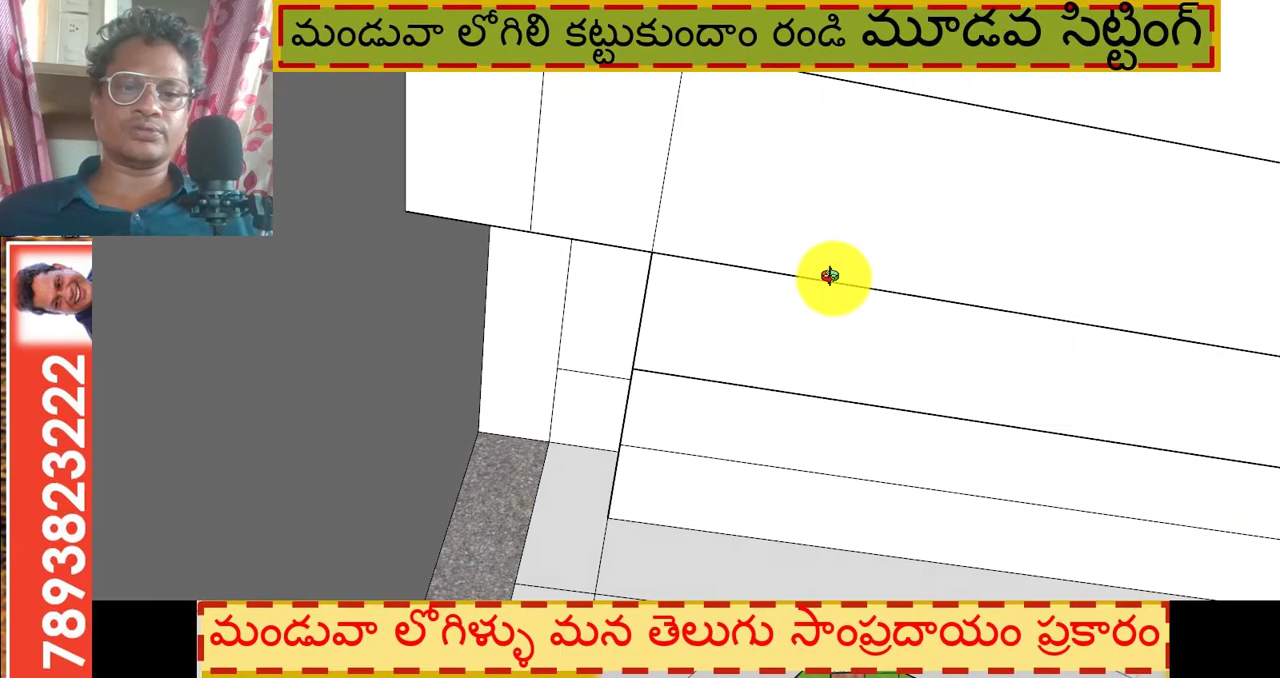 మండువా లోగిలి కట్టుకుందాం రండి మూడవ సిట్టింగ్
7893823222
మండువా లోగిళ్ళు మన తెలుగు సాంప్రదాయం ప్రకారం